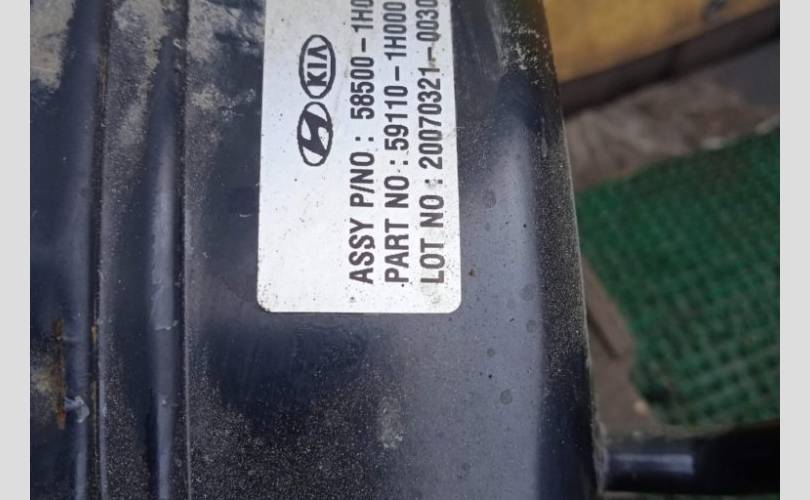 KIA
ASSY P/NO : 58500-1H0
PART NO : 59110-1H000
LOT NO : 20070321-0030